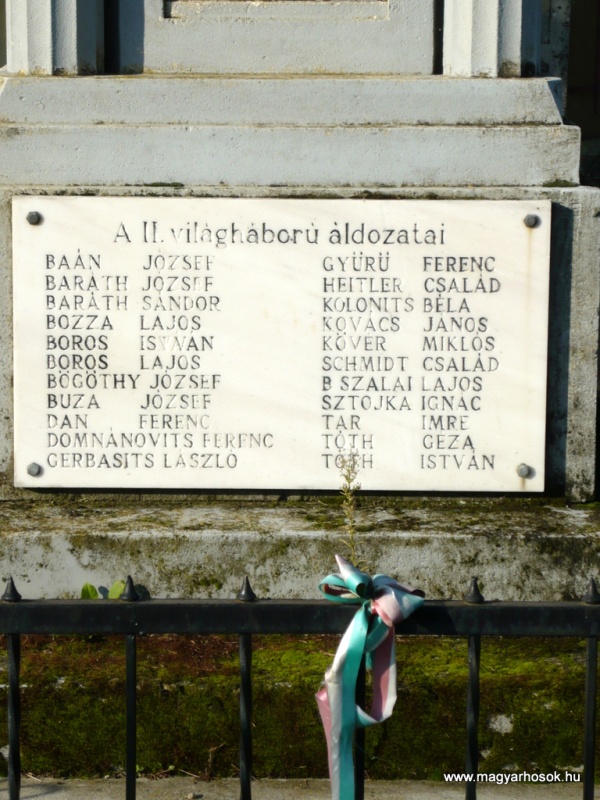 A II. világháború áldozatai
BAÁN JÓZSEF
BARÁTH JÓZSEF
BARÁTH SÁNDOR
BOZZA LAJOS
BOROS ISTVÁN
BOROS LAJOS
BÖGÖTHY JÓZSEF
BUZA JÓZSEF
DAN FERENC
DOMNÁNOVITS FERENC
GERBASITS LÁSZLÓ
GYÜRÜ FERENC
HEITLER CSALÁD
KOLONITS BÉLA
KOVÁCS JÁNOS
KÖVER MIKLÓS
SCHMIDT CSALÁD
B SZALAI LAJOS
SZTOJKA IGNÁC
TAR IMRE
TÓTH GÉZA
TÓTH ISTVÁN
www.magyarhosok.hu